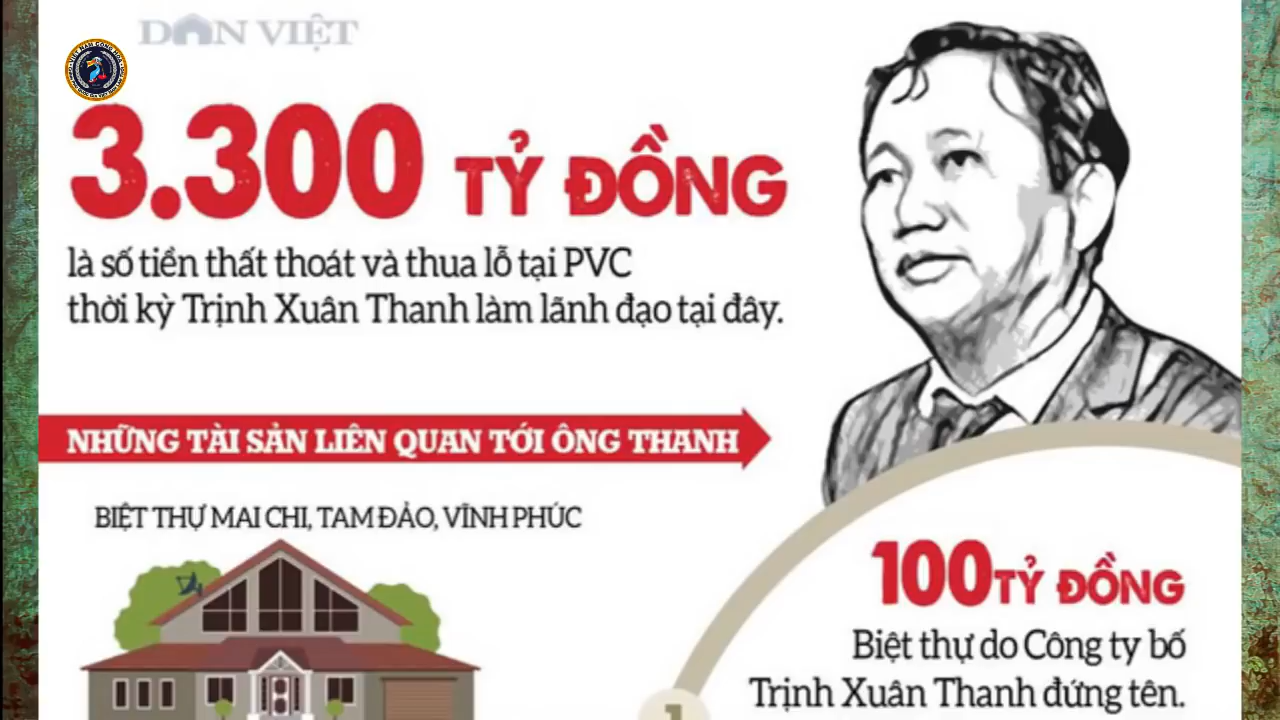 DÂN VIỆT
3.300 TỶ ĐỒNG
là số tiền thất thoát và thua lỗ tại PVC
thời kỳ Trịnh Xuân Thanh làm lãnh đạo tại đây.
NHỮNG TÀI SẢN LIÊN QUAN TỚI ÔNG THANH
BIỆT THỰ MAI CHI, TAM ĐẢO, VĨNH PHÚC
100 TỶ ĐỒNG
Biệt thự do Công ty bố
Trịnh Xuân Thanh đứng tên.
1